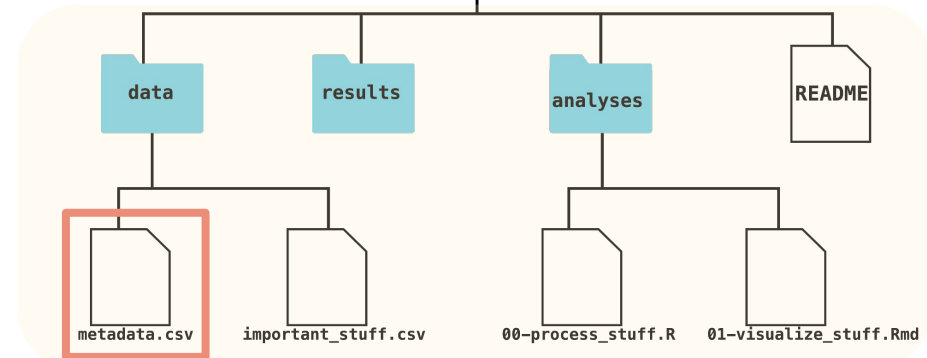 data
results
analyses
README
metadata.csv
important_stuff.csv
00-process_stuff.R
01-visualize_stuff.Rmd